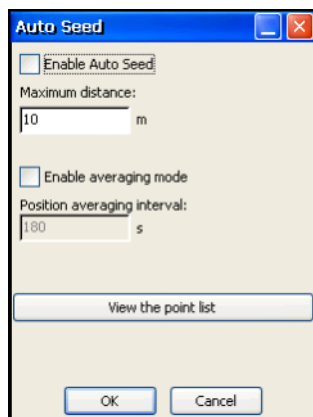 Auto Seed
Enable Auto Seed
Maximum distance:
10 m
Enable averaging mode
Position averaging interval:
180 s
View the point list
OK Cancel